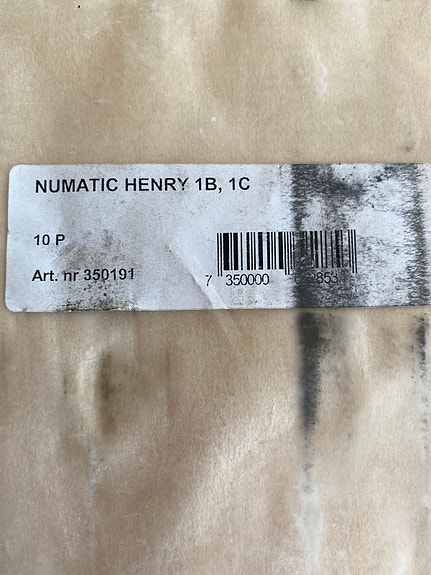 NUMATIC HENRY 1B, 1C
10 P
Art. nr 350191
7 350000